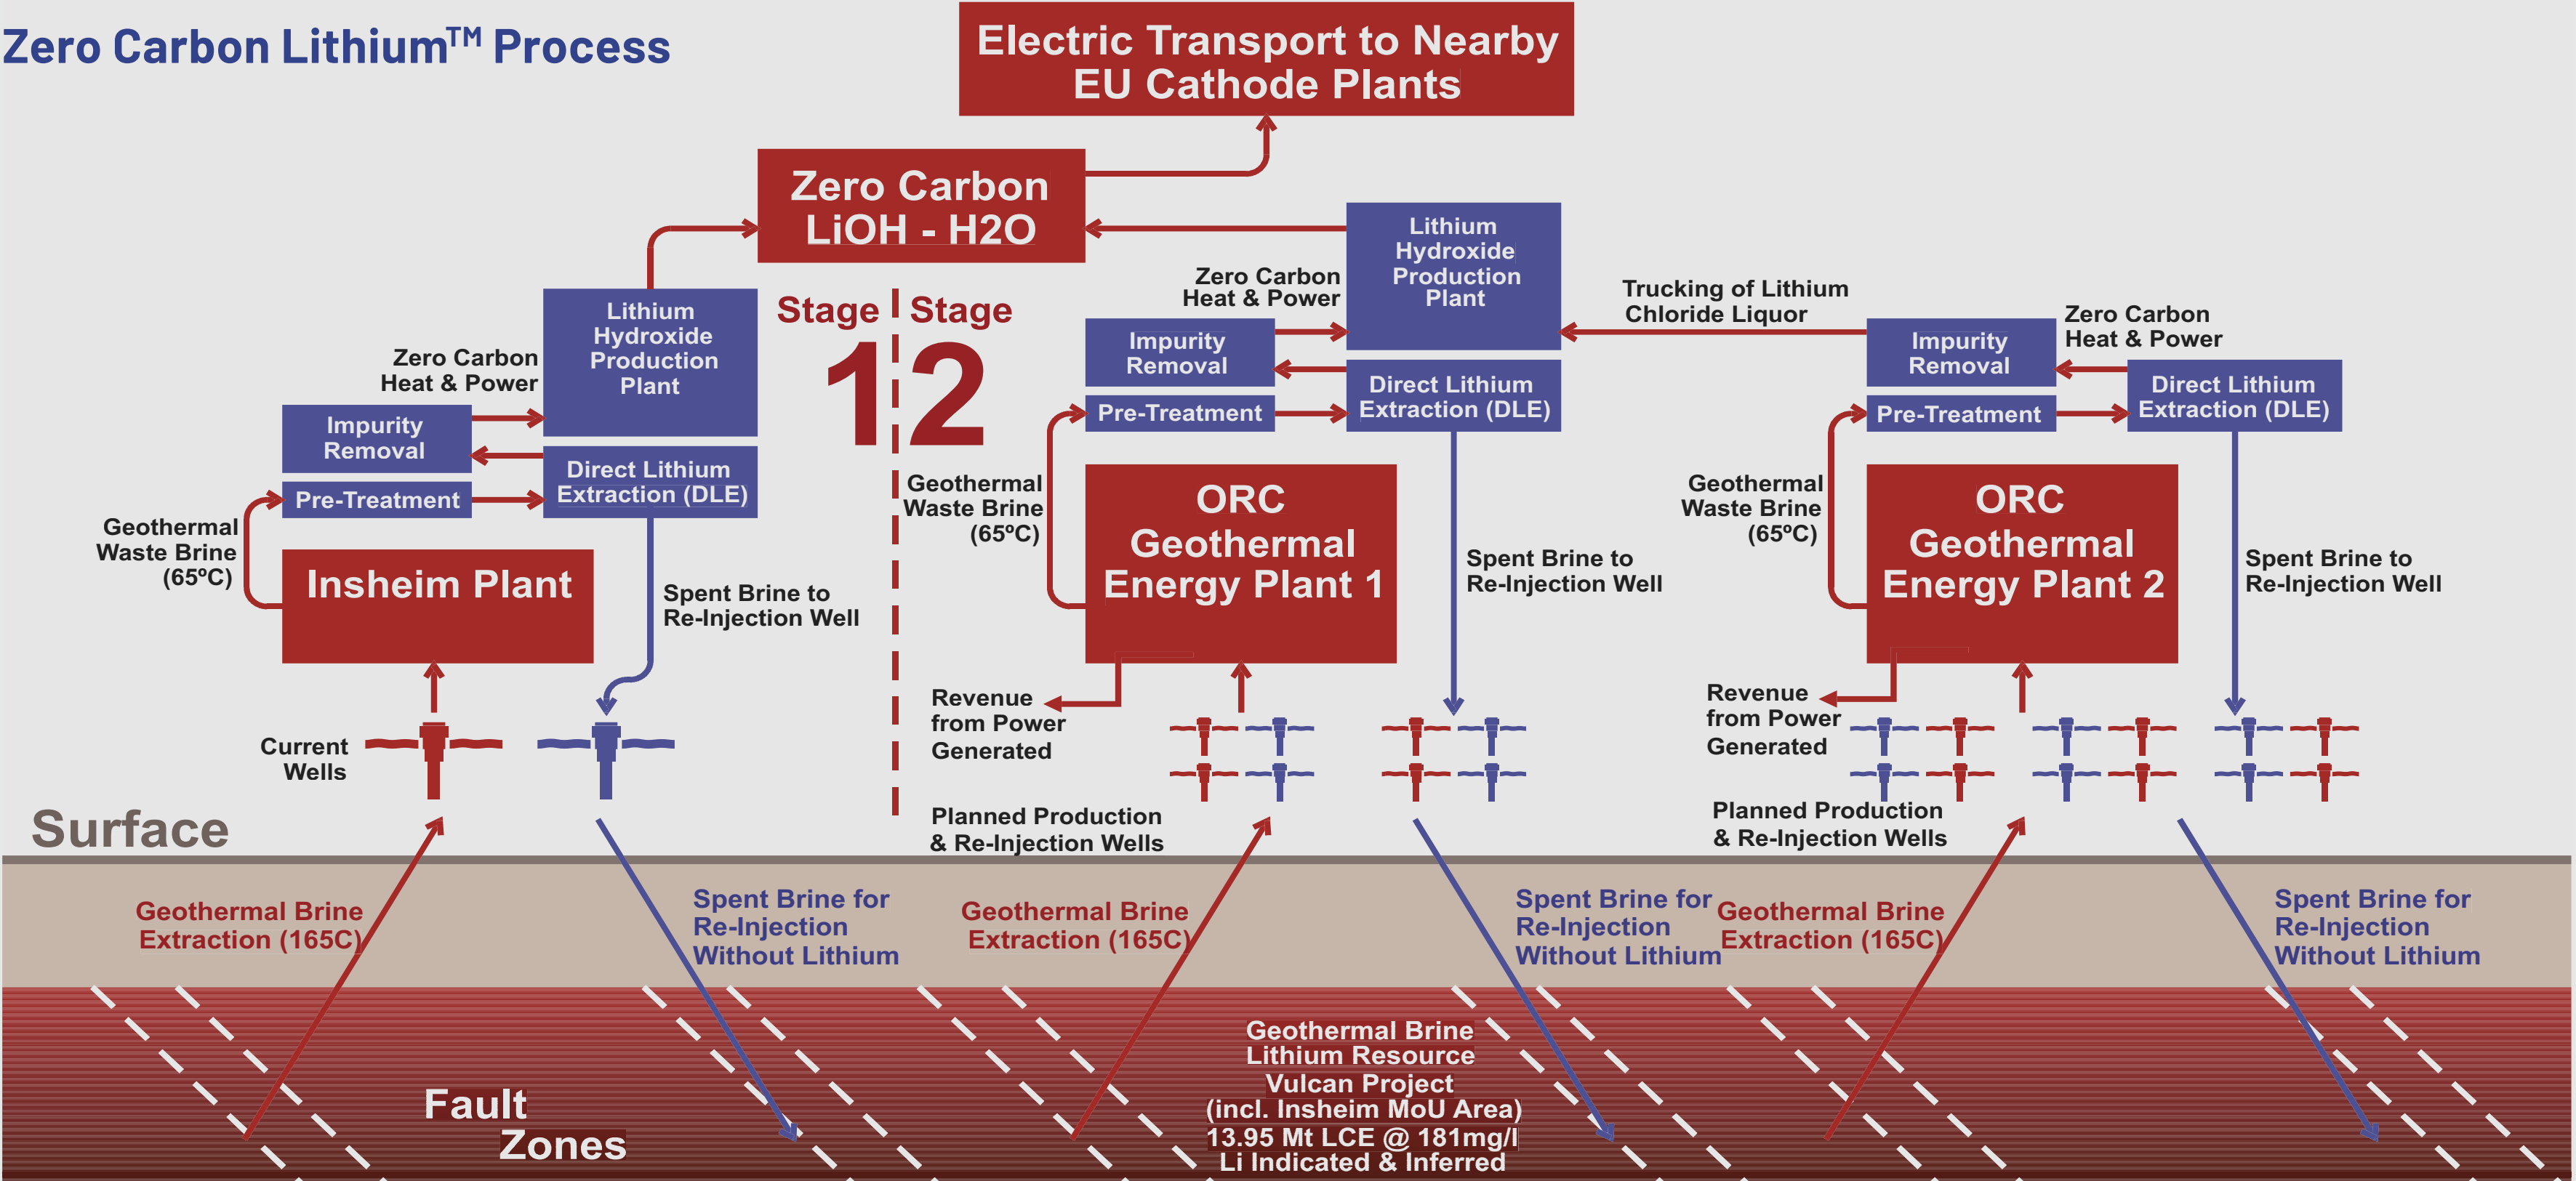 Zero Carbon Lithium™ Process
Electric Transport to Nearby
EU Cathode Plants
Zero Carbon
LiOH - H2O
Stage
1
Stage
2
Lithium
Hydroxide
Production
Plant
Zero Carbon
Heat & Power
Impurity
Removal
Direct Lithium
Extraction (DLE)
Pre-Treatment
Geothermal
Waste Brine
(65ºC)
Insheim Plant
Spent Brine to
Re-Injection Well
Current
Wells
Lithium
Hydroxide
Production
Plant
Zero Carbon
Heat & Power
Impurity
Removal
Direct Lithium
Extraction (DLE)
Pre-Treatment
Geothermal
Waste Brine
(65ºC)
ORC
Geothermal
Energy Plant 1
Spent Brine to
Re-Injection Well
Revenue
from Power
Generated
Planned Production
& Re-Injection Wells
Trucking of Lithium
Chloride Liquor
Zero Carbon
Heat & Power
Impurity
Removal
Direct Lithium
Extraction (DLE)
Pre-Treatment
Geothermal
Waste Brine
(65ºC)
ORC
Geothermal
Energy Plant 2
Spent Brine to
Re-Injection Well
Revenue
from Power
Generated
Planned Production
& Re-Injection Wells
Surface
Geothermal Brine
Extraction (165C)
Spent Brine for
Re-Injection
Without Lithium
Geothermal Brine
Extraction (165C)
Spent Brine for
Re-Injection
Without Lithium
Geothermal Brine
Extraction (165C)
Spent Brine for
Re-Injection
Without Lithium
Fault
Zones
Geothermal Brine
Lithium Resource
Vulcan Project
(incl. Insheim MoU Area)
13.95 Mt LCE @ 181mg/l
Li Indicated & Inferred